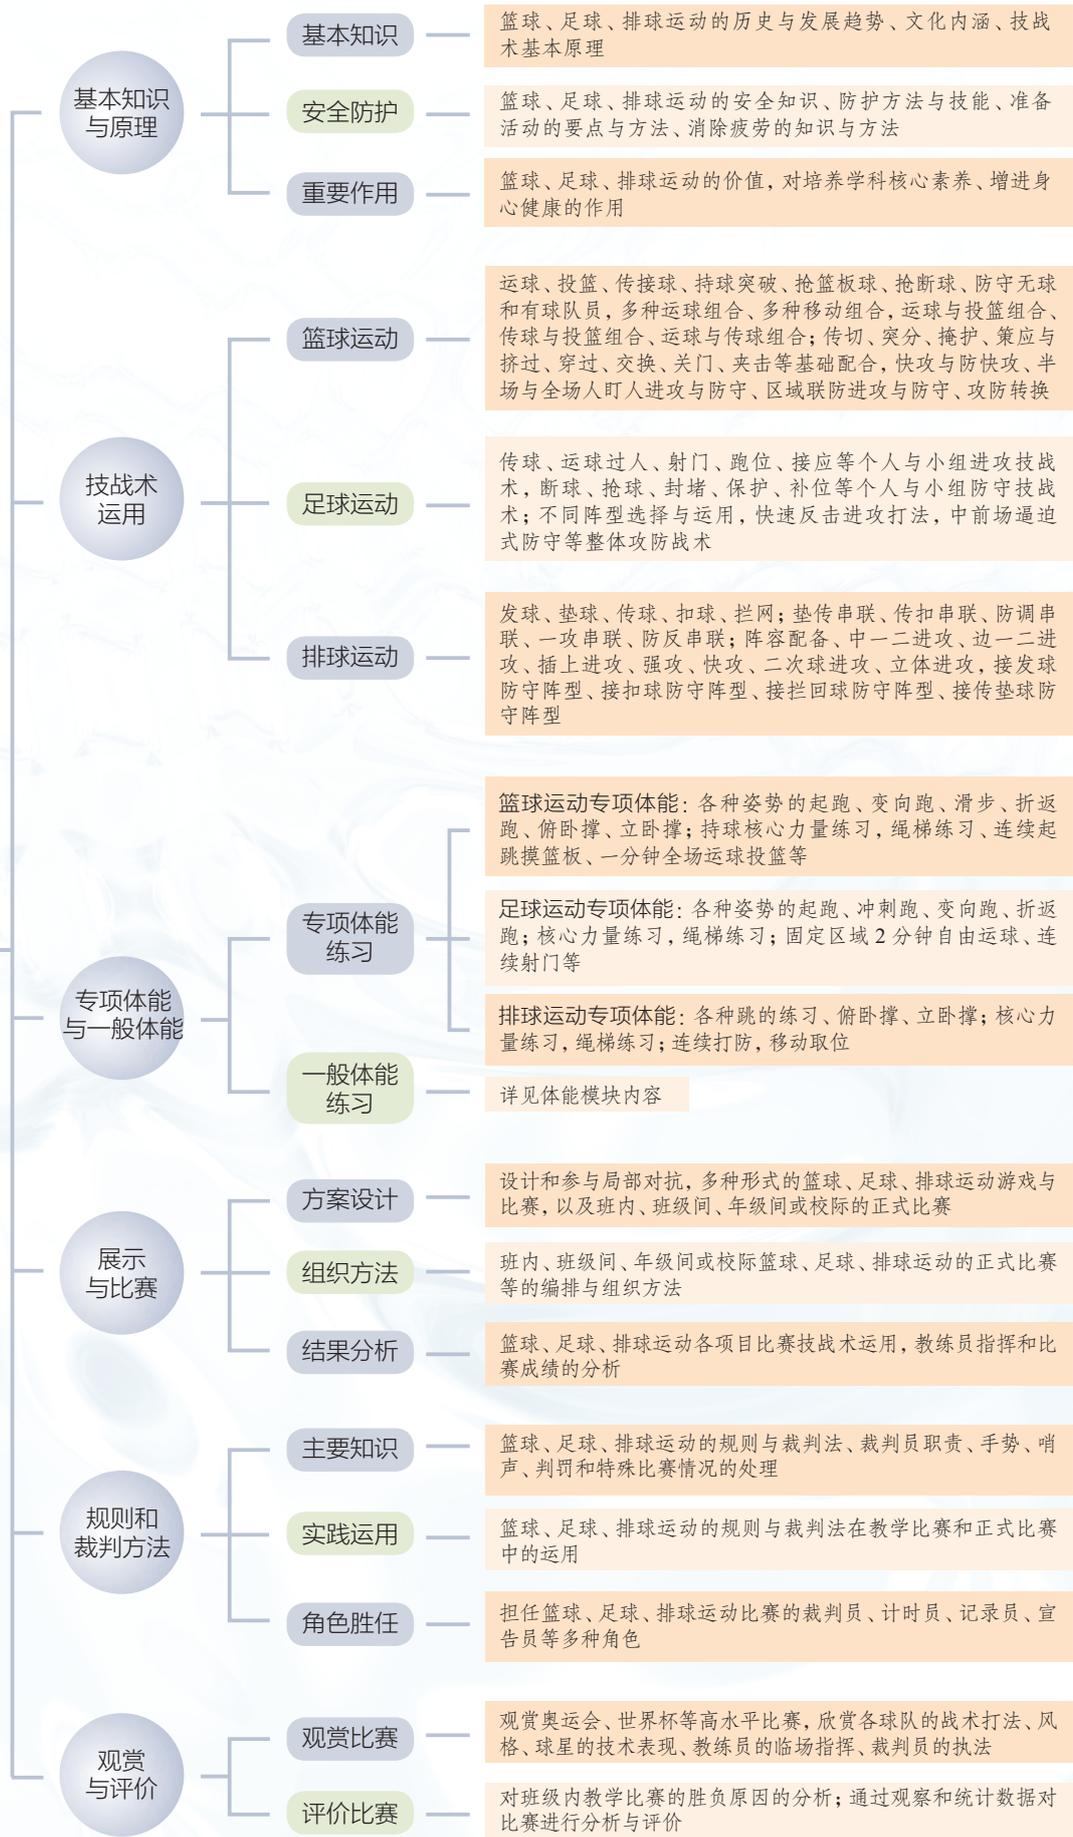 基本知识
与原理
基本知识
篮球、足球、排球运动的历史与发展趋势、文化内涵、技战
术基本原理
安全防护
篮球、足球、排球运动的安全知识、防护方法与技能、准备
活动的要点与方法、消除疲劳的知识与方法
重要作用
篮球、足球、排球运动的价值，对培养学科核心素养、增进身
心健康的作用
技战术
运用
篮球运动
运球、投篮、传接球、持球突破、抢篮板球、抢断球、防守无球
和有球队员，多种运球组合、多种移动组合，运球与投篮组合、
传球与投篮组合、运球与传球组合；传切、突分、掩护、策应与
挤过、穿过、交换、关门、夹击等基础配合，快攻与防快攻、半
场与全场人盯人进攻与防守、区域联防进攻与防守、攻防转换
足球运动
传球、运球过人、射门、跑位、接应等个人与小组进攻技战
术，断球、抢球、封堵、保护、补位等个人与小组防守技战
术；不同阵型选择与运用，快速反击进攻打法，中前场逼迫
式防守等整体攻防战术
排球运动
发球、垫球、传球、扣球、拦网；垫传串联、传扣串联、防调串
联、一攻串联、防反串联；阵容配备、中一二进攻、边一二进
攻、插上进攻、强攻、快攻、二次球进攻、立体进攻，接发球
防守阵型、接扣球防守阵型、接拦回球防守阵型、接传垫球防
守阵型
专项体能
与一般体能
专项体能
练习
篮球运动专项体能：各种姿势的起跑、变向跑、滑步、折返
跑、俯卧撑、立卧撑；持球核心力量练习，绳梯练习、连续起
跳摸篮板、一分钟全场运球投篮等
足球运动专项体能：各种姿势的起跑、冲刺跑、变向跑、折返
跑；核心力量练习，绳梯练习；固定区域 2 分钟自由运球、连
续射门等
排球运动专项体能：各种跳的练习、俯卧撑、立卧撑；核心力
量练习，绳梯练习；连续打防，移动取位
一般体能
练习
详见体能模块内容
展示
与比赛
方案设计
设计和参与局部对抗，多种形式的篮球、足球、排球运动游戏与
比赛，以及班内、班级间、年级间或校际的正式比赛
组织方法
班内、班级间、年级间或校际篮球、足球、排球运动的正式比赛
等的编排与组织方法
结果分析
篮球、足球、排球运动各项目比赛技战术运用，教练员指挥和比
赛成绩的分析
规则和
裁判方法
主要知识
篮球、足球、排球运动的规则与裁判法、裁判员职责、手势、哨
声、判罚和特殊比赛情况的处理
实践运用
篮球、足球、排球运动的规则与裁判法在教学比赛和正式比赛
中的运用
角色胜任
担任篮球、足球、排球运动比赛的裁判员、计时员、记录员、宣
告员等多种角色
观赏
与评价
观赏比赛
观赏奥运会、世界杯等高水平比赛，欣赏各球队的战术打法、风
格、球星的技术表现、教练员的临场指挥、裁判员的执法
评价比赛
对班级内教学比赛的胜负原因的分析；通过观察和统计数据对
比赛进行分析与评价